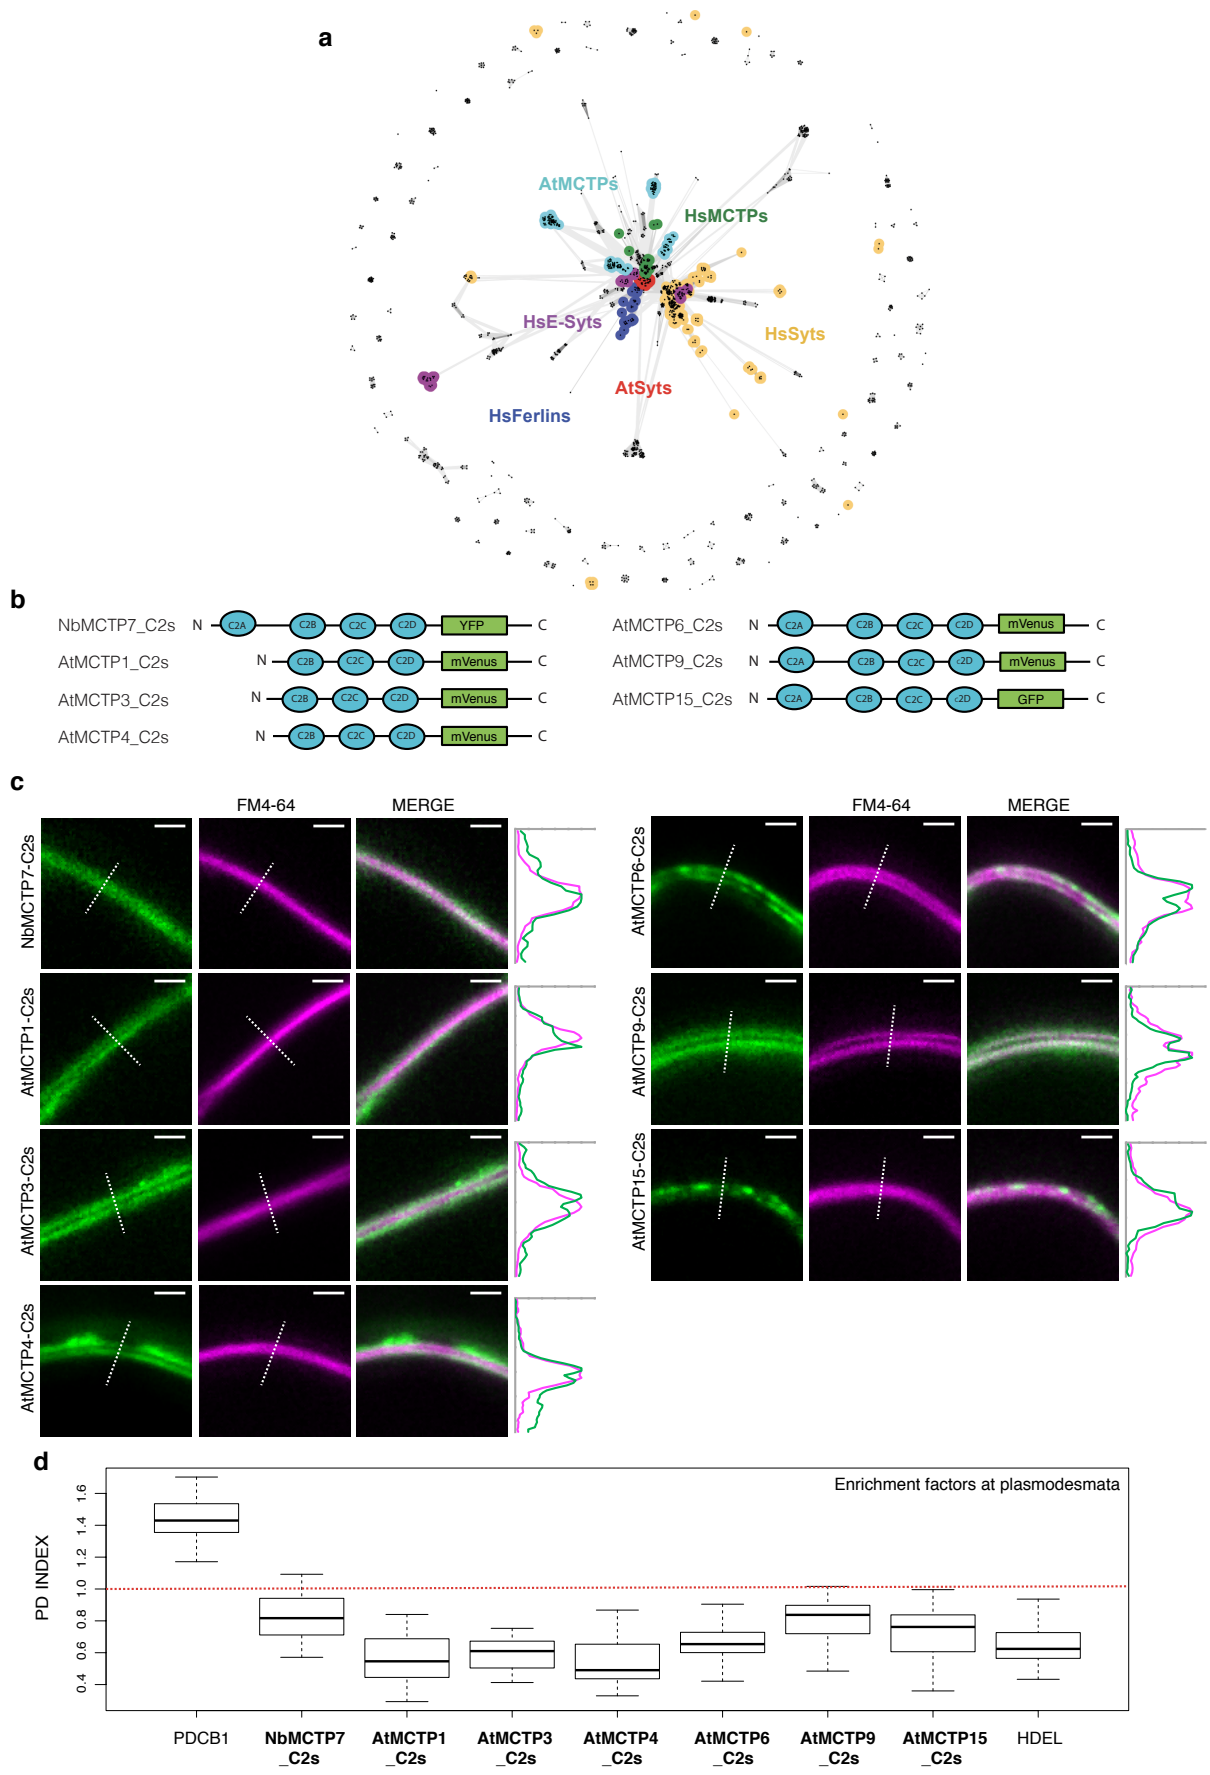 a
AtMCTPs
HsMCTPs
HsE-Syts
HsSyts
AtSyts
HsFerlins
b
NbMCTP7_C2s N C2A C2B C2C C2D YFP C
AtMCTP1_C2s N C2B C2C C2D mVenus C
AtMCTP3_C2s N C2B C2C C2D mVenus C
AtMCTP4_C2s N C2B C2C C2D mVenus C
AtMCTP6_C2s N C2A C2B C2C C2D mVenus C
AtMCTP9_C2s N C2A C2B C2C c2D mVenus C
AtMCTP15_C2s N C2A C2B C2C c2D GFP C
c
FM4-64 MERGE
NbMCTP7-C2s
AtMCTP1-C2s
AtMCTP3-C2s
AtMCTP4-C2s
FM4-64 MERGE
AtMCTP6-C2s
AtMCTP9-C2s
AtMCTP15-C2s
d
Enrichment factors at plasmodesmata
PD INDEX
1.6
1.4
1.2
1.0
0.8
0.6
0.4
PDCB1
NbMCTP7
_C2s
AtMCTP1
_C2s
AtMCTP3
_C2s
AtMCTP4
_C2s
AtMCTP6
_C2s
AtMCTP9
_C2s
AtMCTP15
_C2s
HDEL